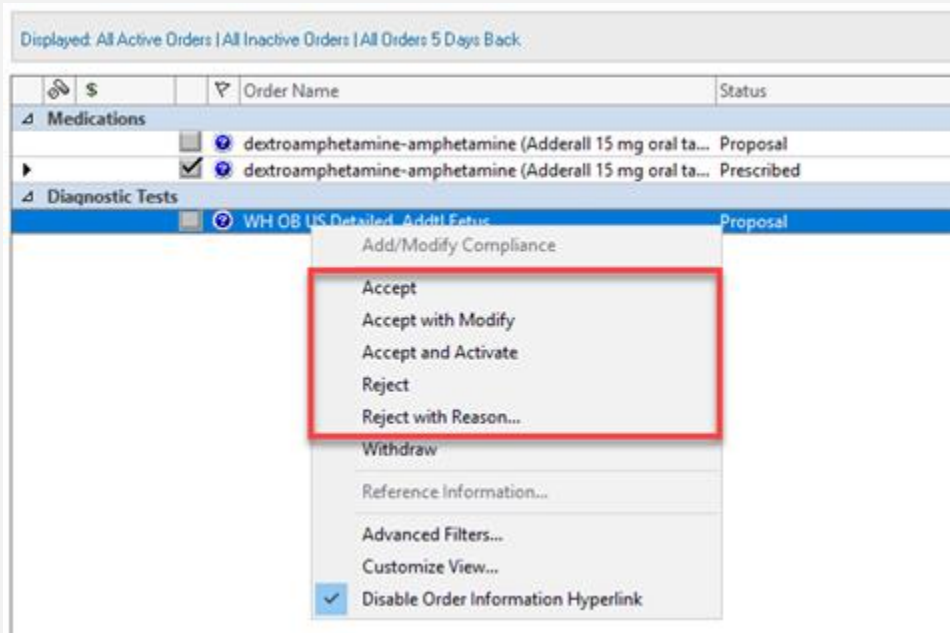 Displayed: All Active Orders | All Inactive Orders | All Orders 5 Days Back
$ Order Name Status
Medications
dextroamphetamine-amphetamine (Adderall 15 mg oral ta... Proposal
dextroamphetamine-amphetamine (Adderall 15 mg oral ta... Prescribed
Diagnostic Tests
WH OB US Detailed, Addtl Fetus Proposal
Add/Modify Compliance
Accept
Accept with Modify
Accept and Activate
Reject
Reject with Reason...
Withdraw
Reference Information...
Advanced Filters...
Customize View...
Disable Order Information Hyperlink